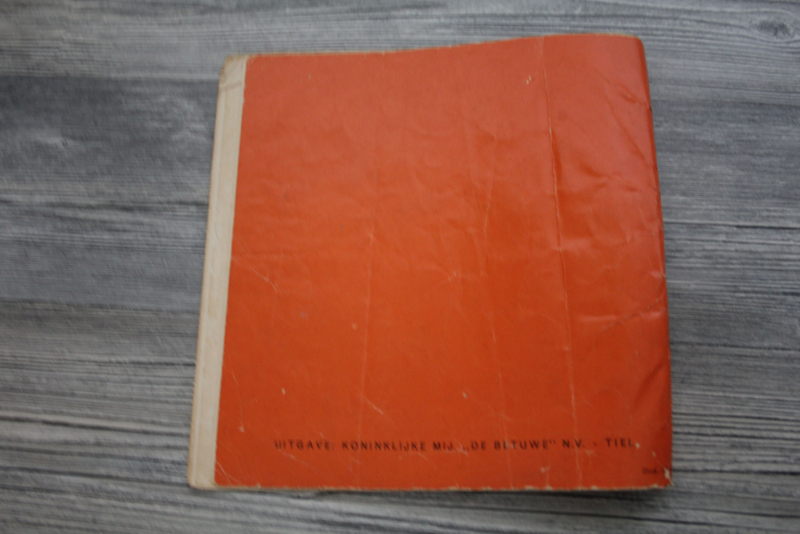 UITGAVE: KONINKLIJKE MIJ. „DE BETUWE" N.V. - TIEL